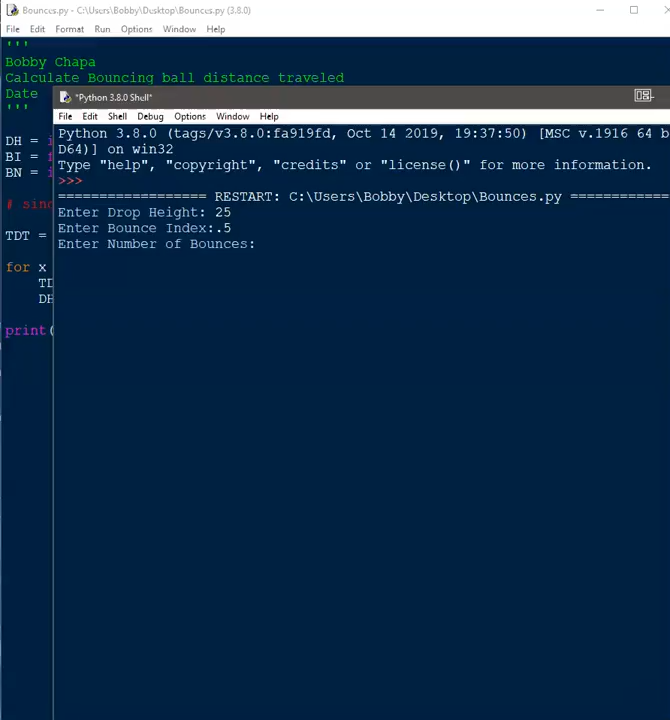 Bounces.py - C:\Users\Bobby\Desktop\Bounces.py (3.8.0)
File Edit Format Run Options Window Help
'''
Bobby Chapa
Calculate Bouncing ball distance traveled
Date
'''
DH = i
BI = f
BN = i
# sinc
TDT =
for x
TD
DH
print(
*Python 3.8.0 Shell*
File Edit Shell Debug Options Window Help
Python 3.8.0 (tags/v3.8.0:fa919fd, Oct 14 2019, 19:37:50) [MSC v.1916 64 b
D64)] on win32
Type "help", "copyright", "credits" or "license()" for more information.
>>>
================== RESTART: C:\Users\Bobby\Desktop\Bounces.py ============
Enter Drop Height: 25
Enter Bounce Index:.5
Enter Number of Bounces: